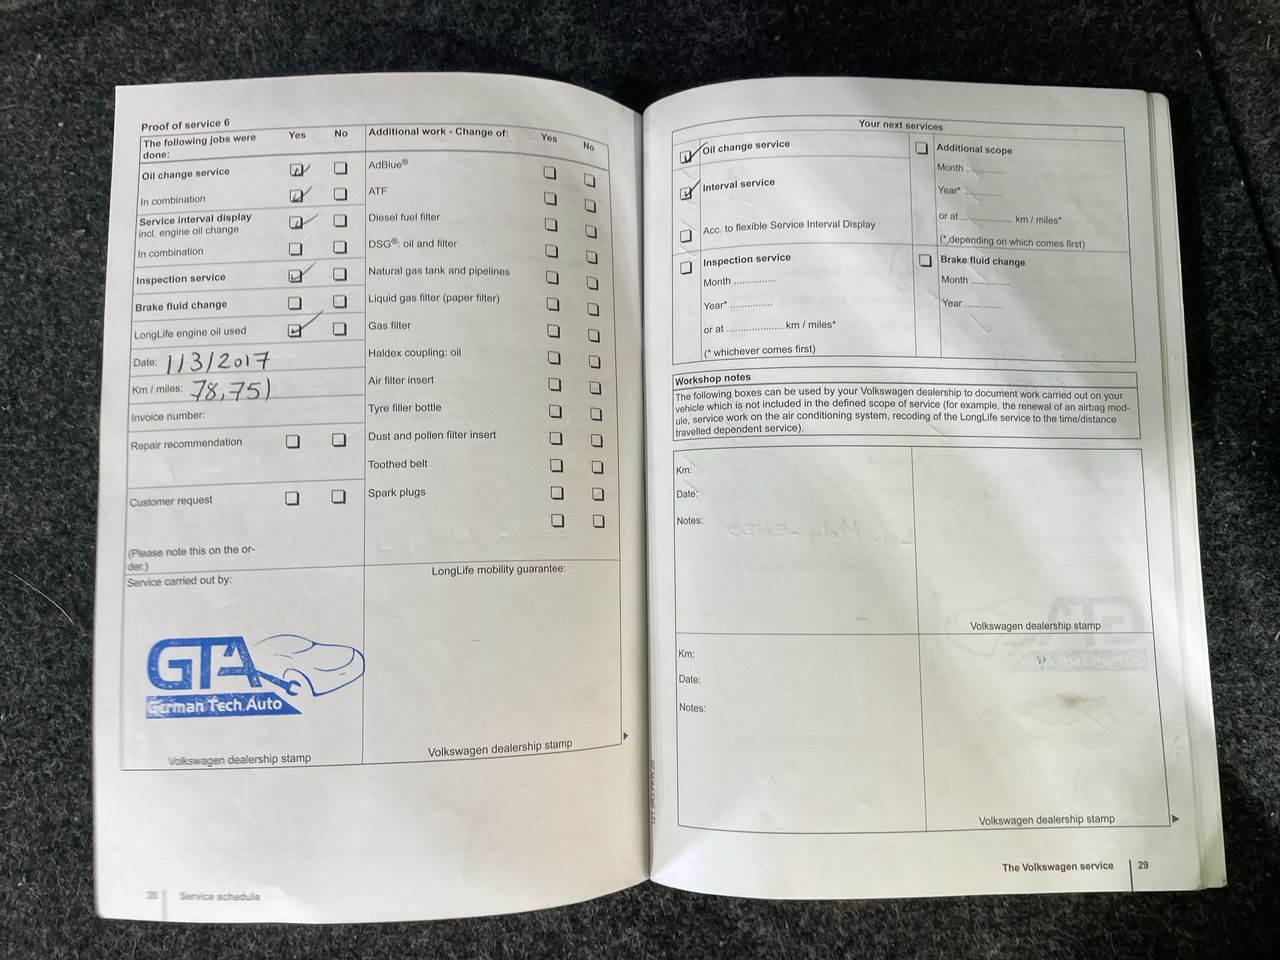 Proof of service 6
The following jobs were
done:
Yes
No
Oil change service
In combination
Service interval display
incl. engine oil change
In combination
Inspection service
Brake fluid change
LongLife engine oil used
Date: 1/3/2017
Km / miles: 78,751
Invoice number:
Repair recommendation
Customer request
(Please note this on the or-
der.)
Service carried out by:
GTA
German Tech.Auto
Volkswagen dealership stamp
Additional work - Change of:
Yes
No
AdBlue®
ATF
Diesel fuel filter
DSG®: oil and filter
Natural gas tank and pipelines
Liquid gas filter (paper filter)
Gas filter
Haldex coupling: oil
Air filter insert
Tyre filler bottle
Dust and pollen filter insert
Toothed belt
Spark plugs
LongLife mobility guarantee:
Volkswagen dealership stamp
28
Service schedule
Your next services
Oil change service
Interval service
Acc. to flexible Service Interval Display
Inspection service
Month ..............
Year* ..............
or at .................... km / miles*
(* whichever comes first)
Additional scope
Month .............
Year* .............
or at .................... km / miles*
(* depending on which comes first)
Brake fluid change
Month .............
Year .............
Workshop notes
The following boxes can be used by your Volkswagen dealership to document work carried out on your
vehicle which is not included in the defined scope of service (for example, the renewal of an airbag mod-
ule, service work on the air conditioning system, recoding of the LongLife service to the time/distance
travelled dependent service).
Km:
Date:
Notes:
Volkswagen dealership stamp
Km:
Date:
Notes:
Volkswagen dealership stamp
The Volkswagen service
29